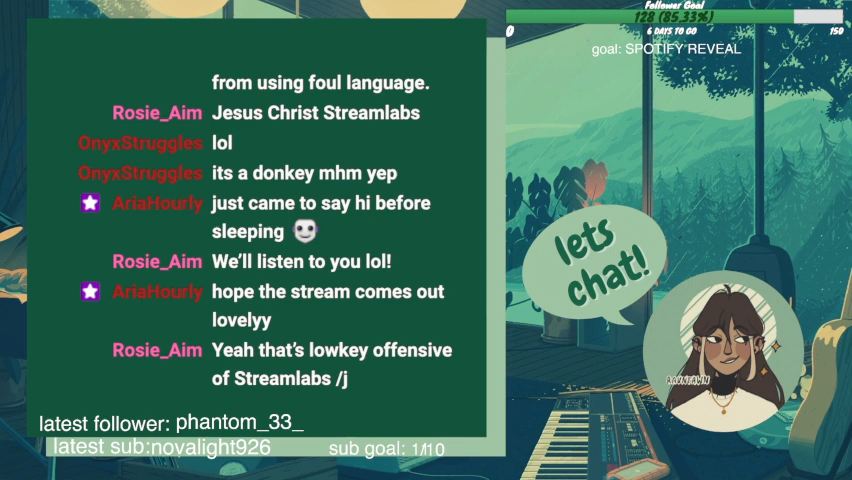 Follower Goal
128 (85.33%)
0
6 DAYS TO GO
150
goal: SPOTIFY REVEAL
from using foul language.
Rosie_Aim Jesus Christ Streamlabs
OnyxStruggles lol
OnyxStruggles its a donkey mhm yep
AriaHourly just came to say hi before
sleeping
Rosie_Aim We'll listen to you lol!
AriaHourly hope the stream comes out
lovelyy
Rosie_Aim Yeah that's lowkey offensive
of Streamlabs /j
lets
chat!
latest follower: phantom_33_
latest sub:novalight926
sub goal: 1/10